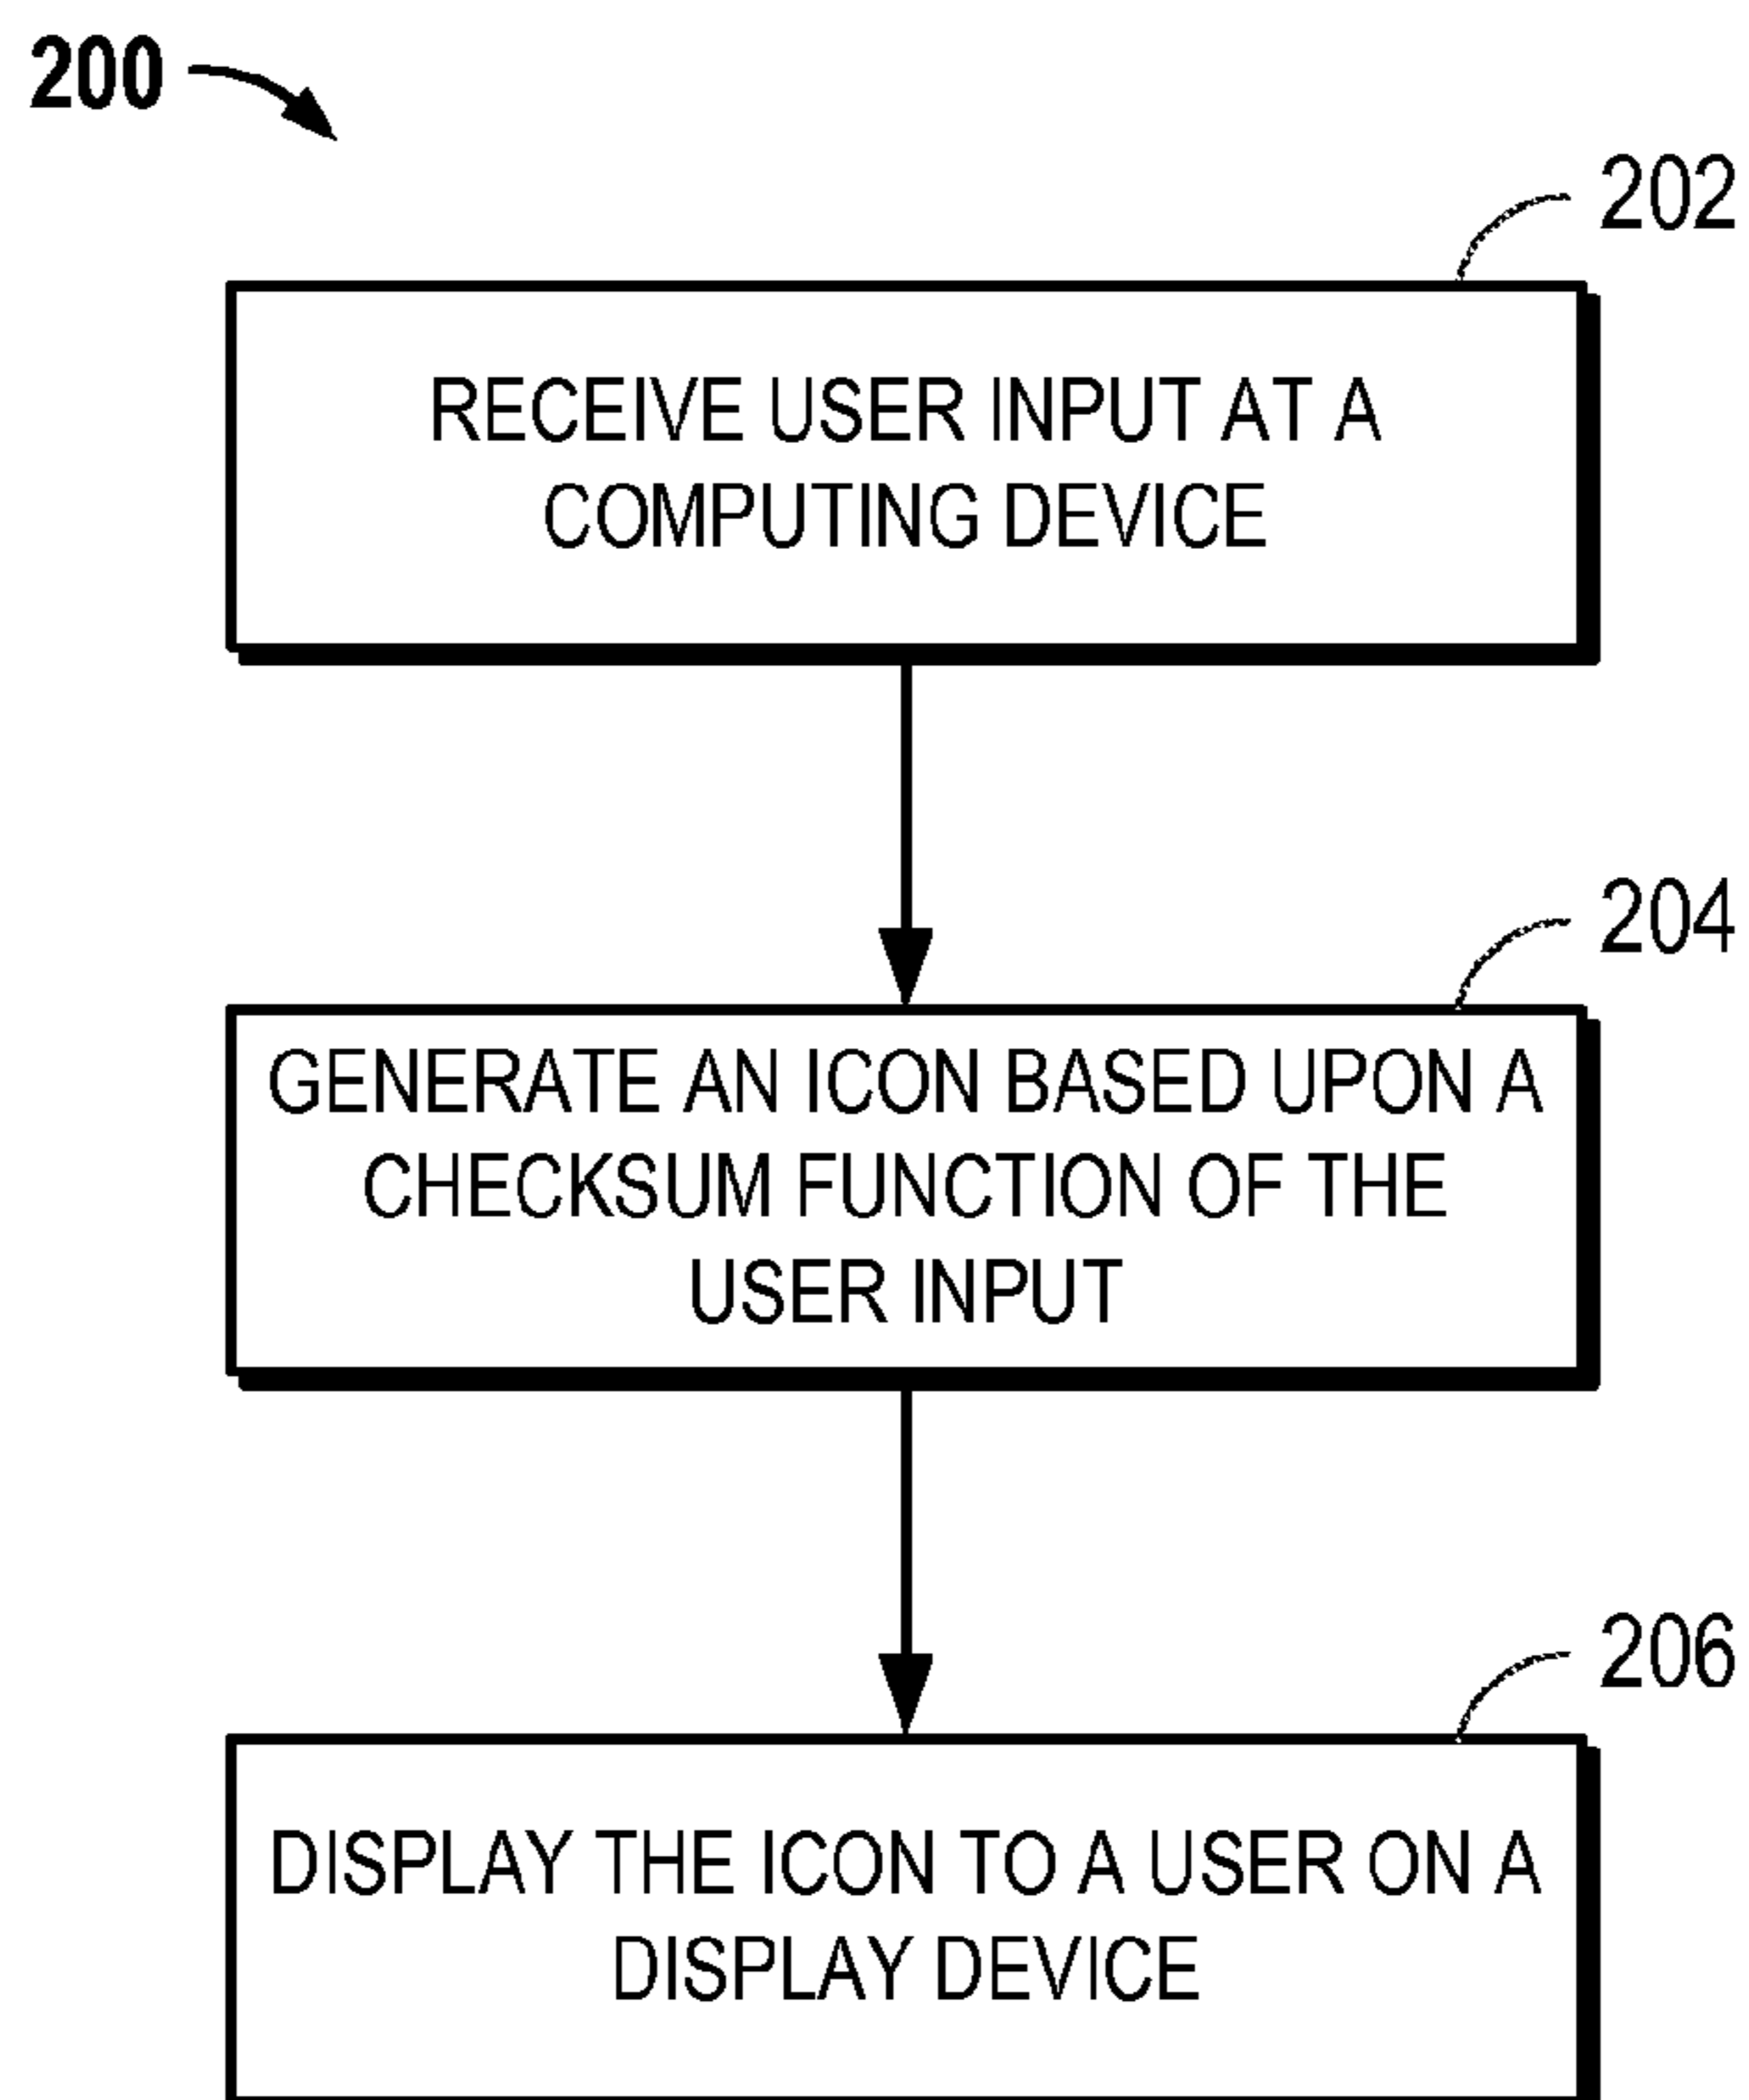 200
202
RECEIVE USER INPUT AT A
COMPUTING DEVICE
204
GENERATE AN ICON BASED UPON A
CHECKSUM FUNCTION OF THE
USER INPUT
206
DISPLAY THE ICON TO A USER ON A
DISPLAY DEVICE